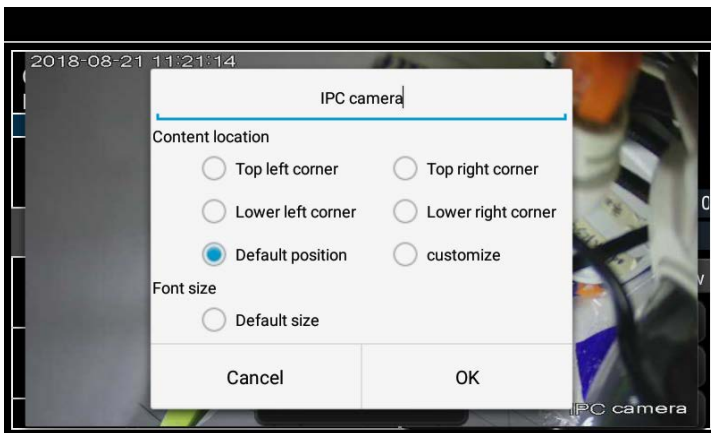 2018-08-21 11:21:14
IPC camera
Content location
Top left corner
Top right corner
Lower left corner
Lower right corner
Default position
customize
Font size
Default size
Cancel
OK
IPC camera